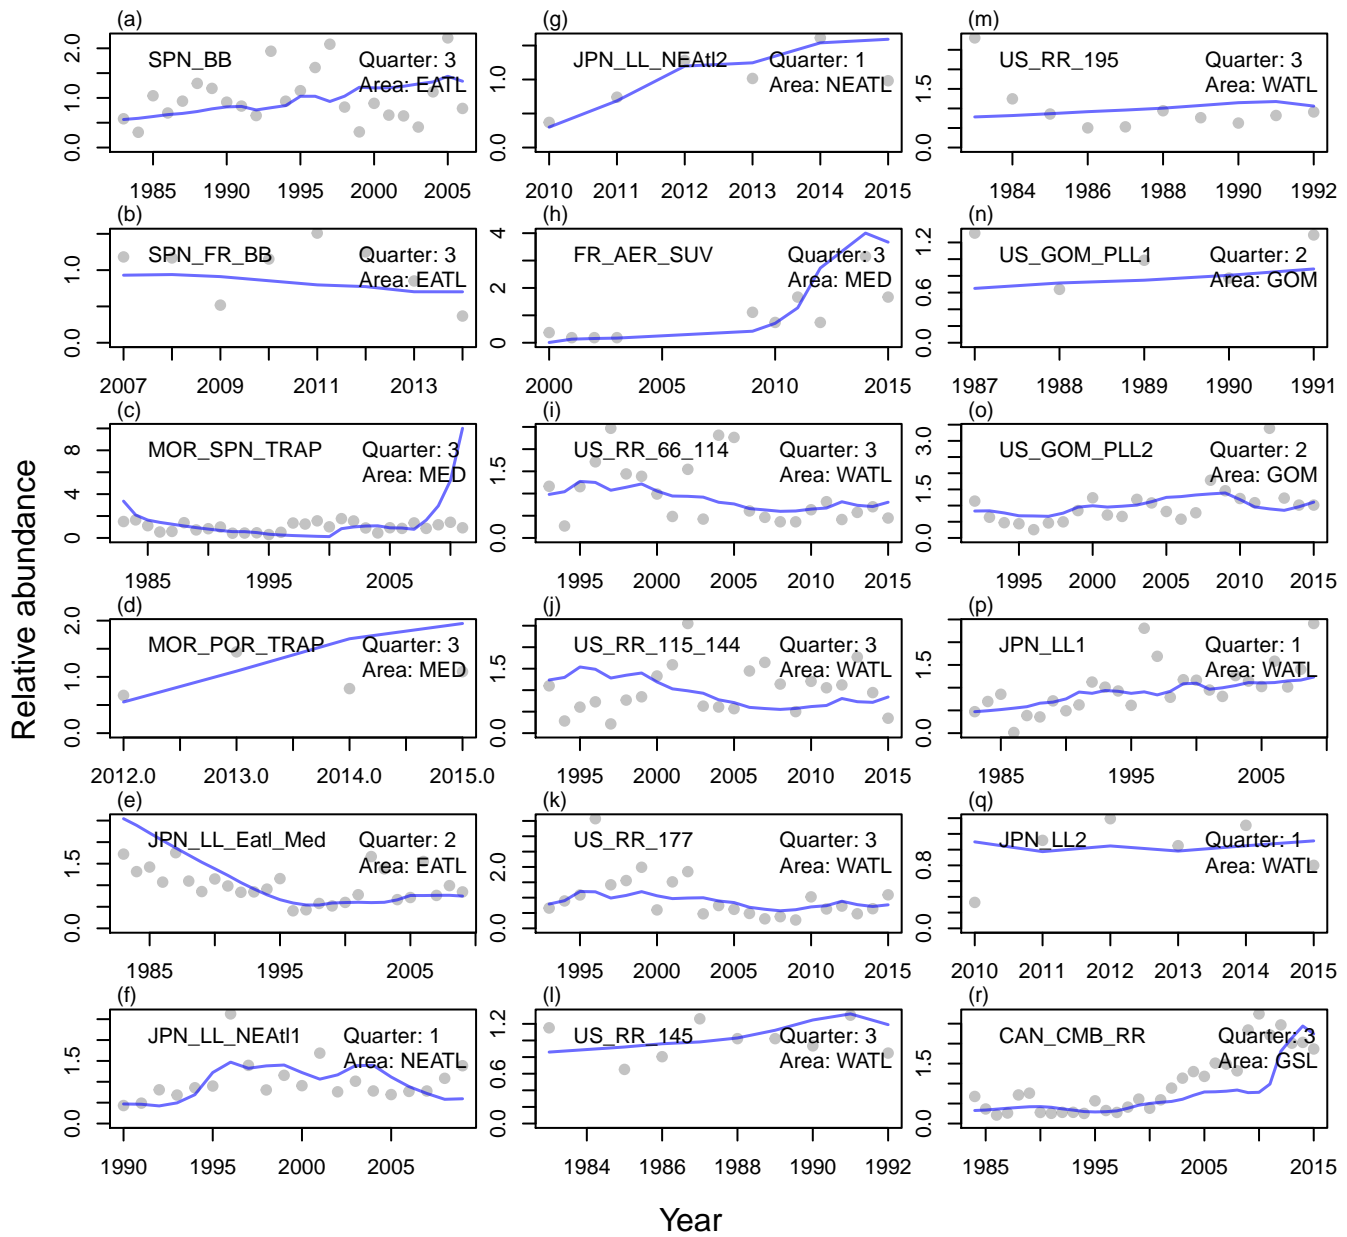 (a)
SPN_BB
Quarter: 3
Area: EATL
0.0 1.0 2.0
1985 1990 1995 2000 2005
(b)
SPN_FR_BB
Quarter: 3
Area: EATL
0.0 1.0
2007 2009 2011 2013
(c)
MOR_SPN_TRAP
Quarter: 3
Area: MED
0 4 8
1985 1995 2005
(d)
MOR_POR_TRAP
Quarter: 3
Area: MED
0.0 1.0 2.0
2012.0 2013.0 2014.0 2015.0
(e)
JPN_LL_Eatl_Med
Quarter: 2
Area: EATL
0.0 1.5
1985 1995 2005
(f)
JPN_LL_NEAtl1
Quarter: 1
Area: NEATL
0.0 1.5
1990 1995 2000 2005
(g)
JPN_LL_NEAtl2
Quarter: 1
Area: NEATL
0.0 1.0
2010 2011 2012 2013 2014 2015
(h)
FR_AER_SUV
Quarter: 3
Area: MED
0 2 4
2000 2005 2010 2015
(i)
US_RR_66_114
Quarter: 3
Area: WATL
0.0 1.5
1995 2000 2005 2010 2015
(j)
US_RR_115_144
Quarter: 3
Area: WATL
0.0 1.5
1995 2000 2005 2010 2015
(k)
US_RR_177
Quarter: 3
Area: WATL
0.0 2.0
1995 2000 2005 2010 2015
(l)
US_RR_145
Quarter: 3
Area: WATL
0.0 0.6 1.2
1984 1986 1988 1990 1992
(m)
US_RR_195
Quarter: 3
Area: WATL
0.0 1.5
1984 1986 1988 1990 1992
(n)
US_GOM_PLL1
Quarter: 2
Area: GOM
0.0 0.6 1.2
1987 1988 1989 1990 1991
(o)
US_GOM_PLL2
Quarter: 2
Area: GOM
0.0 1.5 3.0
1995 2000 2005 2010 2015
(p)
JPN_LL1
Quarter: 1
Area: WATL
0.0 1.5
1985 1995 2005
(q)
JPN_LL2
Quarter: 1
Area: WATL
0.0 0.8
2010 2011 2012 2013 2014 2015
(r)
CAN_CMB_RR
Quarter: 3
Area: GSL
0.0 1.5
1985 1995 2005 2015
Relative abundance
Year